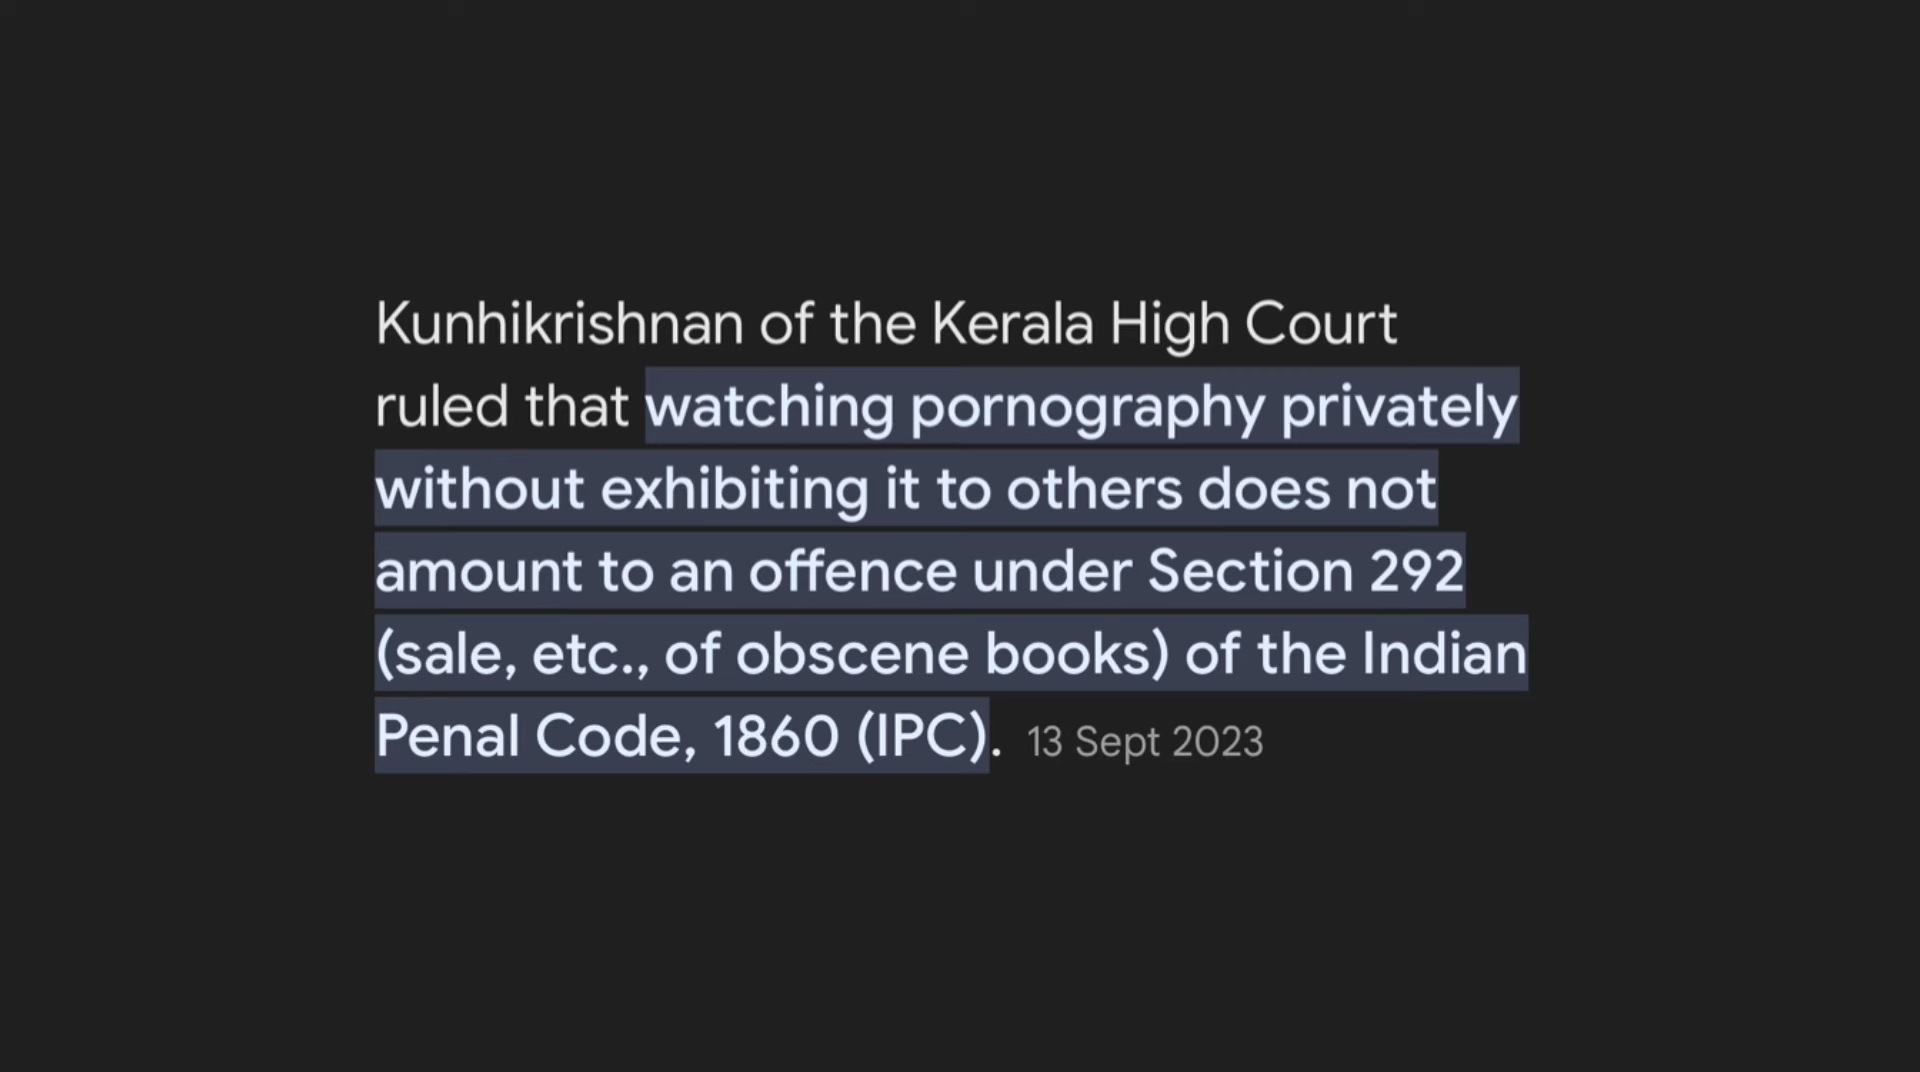 Kunhikrishnan of the Kerala High Court
ruled that watching pornography privately
without exhibiting it to others does not
amount to an offence under Section 292
(sale, etc., of obscene books) of the Indian
Penal Code, 1860 (IPC). 13 Sept 2023